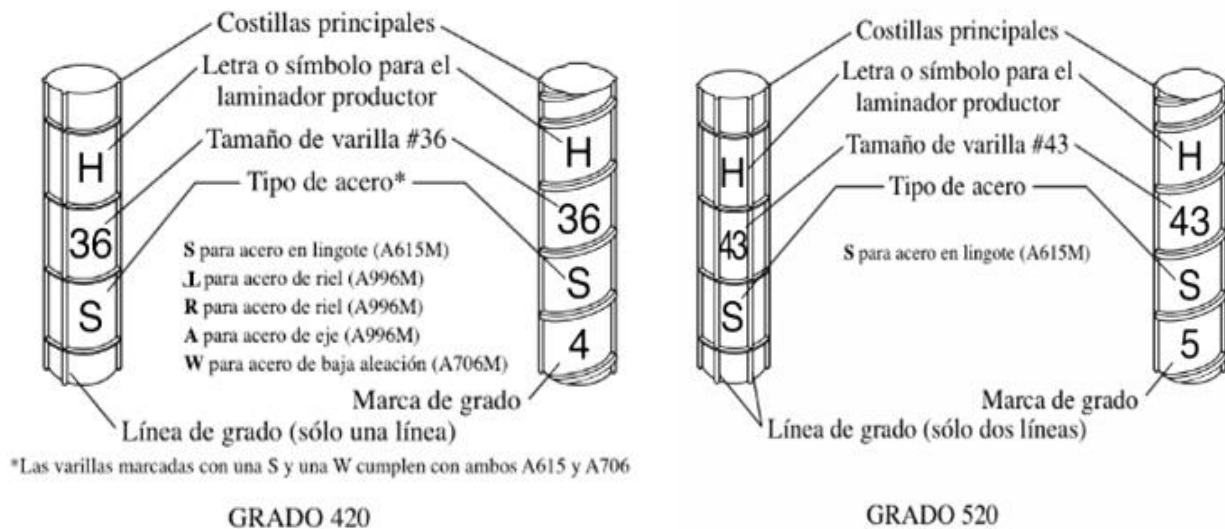 Costillas principales
Letra o símbolo para el
laminador productor
Tamaño de varilla #36
Tipo de acero*
S para acero en lingote (A615M)
I para acero de riel (A996M)
R para acero de riel (A996M)
A para acero de eje (A996M)
W para acero de baja aleación (A706M)
H
36
S
H
36
S
4
Marca de grado
Línea de grado (sólo una línea)
*Las varillas marcadas con una S y una W cumplen con ambos A615 y A706
GRADO 420
Costillas principales
Letra o símbolo para el
laminador productor
Tamaño de varilla #43
Tipo de acero
S para acero en lingote (A615M)
H
43
S
H
43
S
5
Marca de grado
Línea de grado (sólo dos líneas)
GRADO 520